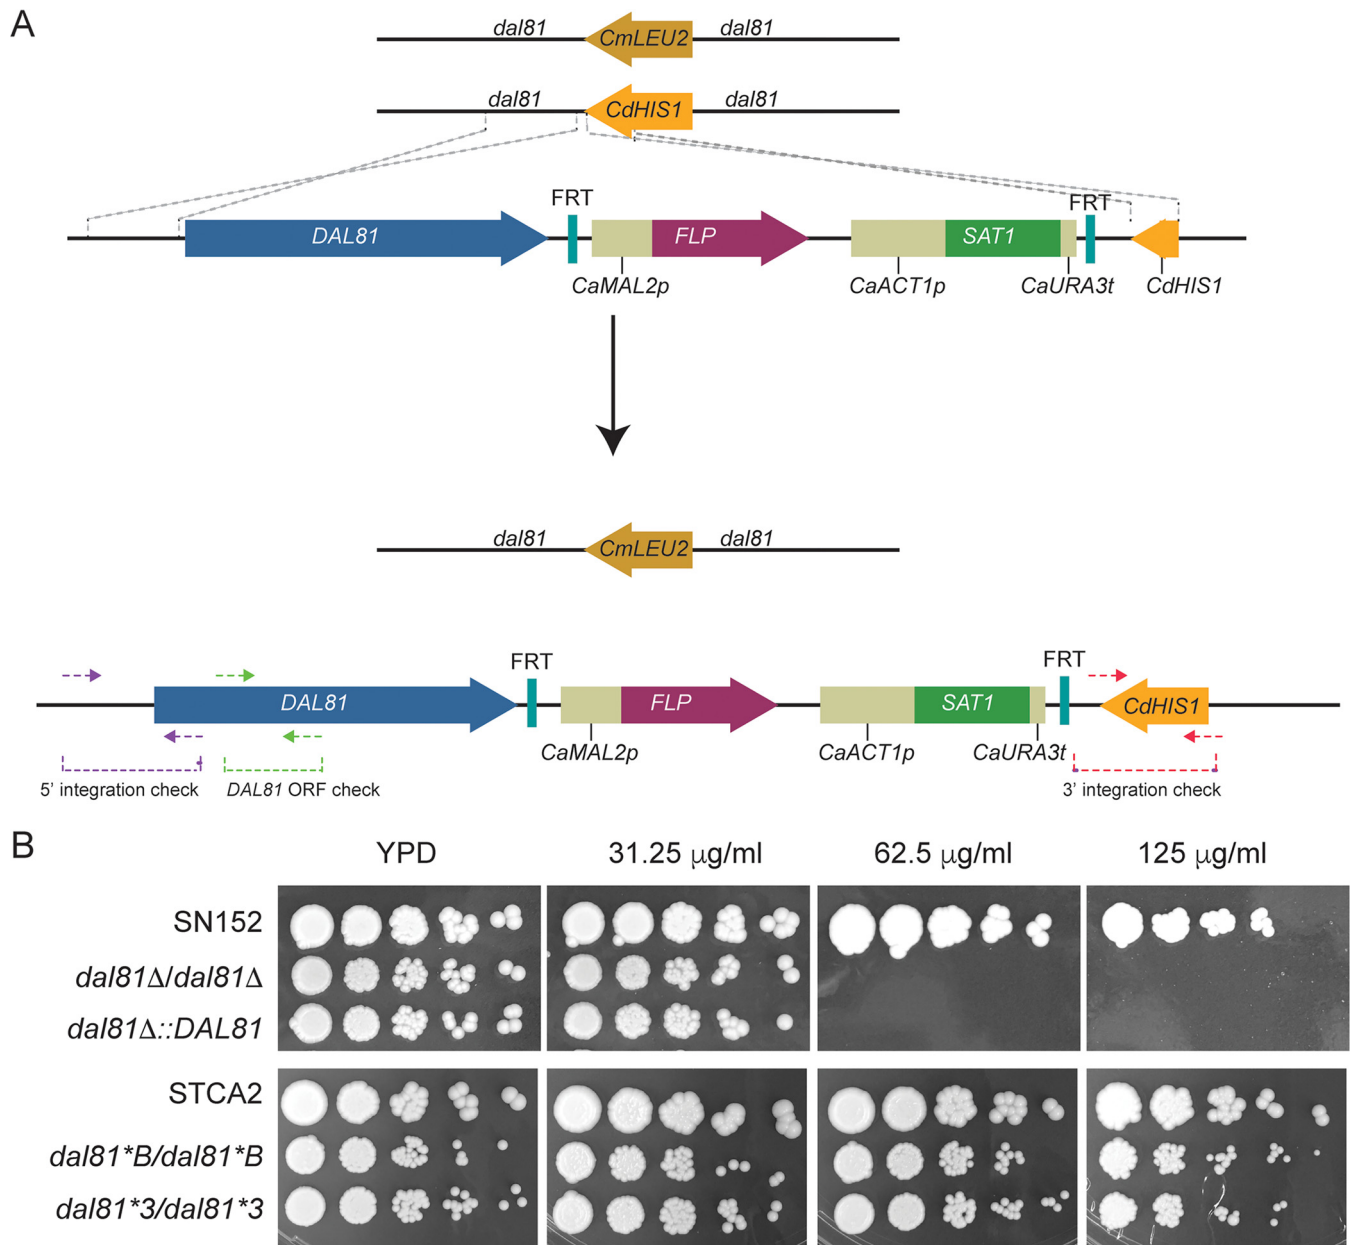 A
dal81 CmLEU2 dal81
dal81 CdHIS1 dal81
FRT FRT
DAL81 FLP SAT1
CaMAL2p CaACT1p CaURA3t CdHIS1
dal81 CmLEU2 dal81
FRT FRT
DAL81 FLP SAT1 CdHIS1
CaMAL2p CaACT1p CaURA3t
5’ integration check DAL81 ORF check 3’ integration check
B
YPD 31.25 µg/ml 62.5 µg/ml 125 µg/ml
SN152
dal81Δ/dal81Δ
dal81Δ::DAL81
STCA2
dal81*B/dal81*B
dal81*3/dal81*3